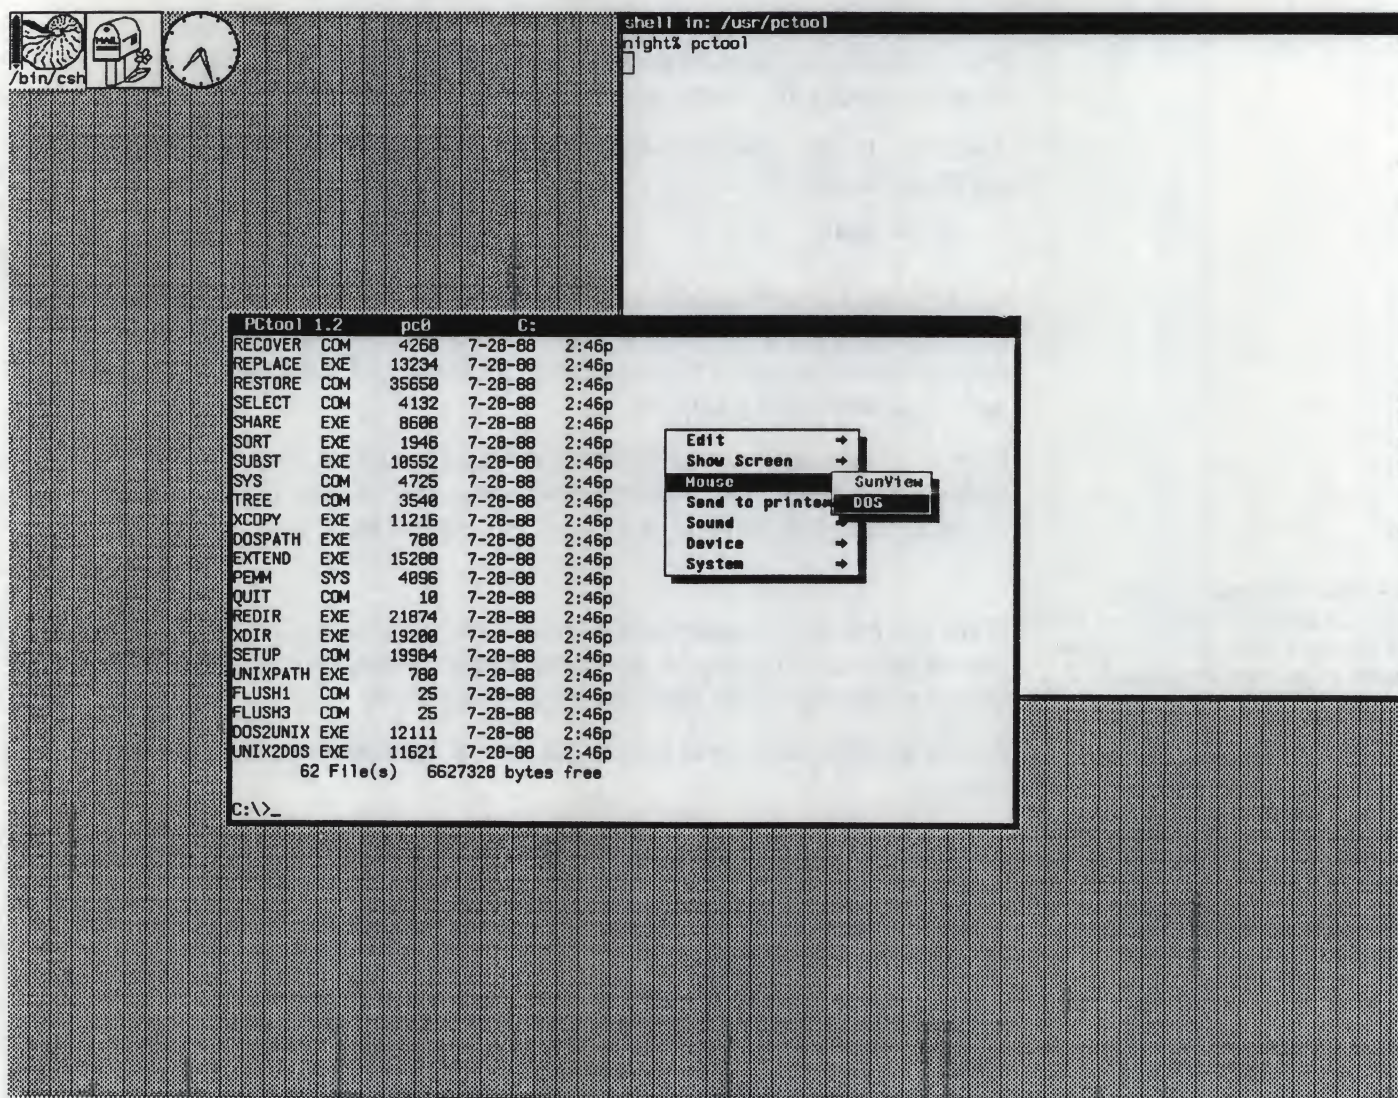 MAIL
/bin/csh
shell in: /usr/pctool
night% pctool
PCtool 1.2 pc0 C:
RECOVER COM 4268 7-28-88 2:46p
REPLACE EXE 13234 7-28-88 2:46p
RESTORE COM 35650 7-28-88 2:46p
SELECT COM 4132 7-28-88 2:46p
SHARE EXE 8608 7-28-88 2:46p
SORT EXE 1946 7-28-88 2:46p
SUBST EXE 10552 7-28-88 2:46p
SYS COM 4725 7-28-88 2:46p
TREE COM 3540 7-28-88 2:46p
XCOPY EXE 11216 7-28-88 2:46p
DOSPATH EXE 780 7-28-88 2:46p
EXTEND EXE 15288 7-28-88 2:46p
PEMM SYS 4096 7-28-88 2:46p
QUIT COM 10 7-28-88 2:46p
REDIR EXE 21874 7-28-88 2:46p
XDIR EXE 19200 7-28-88 2:46p
SETUP COM 19984 7-28-88 2:46p
UNIXPATH EXE 780 7-28-88 2:46p
FLUSH1 COM 25 7-28-88 2:46p
FLUSH3 COM 25 7-28-88 2:46p
DOS2UNIX EXE 12111 7-28-88 2:46p
UNIX2DOS EXE 11621 7-28-88 2:46p
62 File(s) 6627328 bytes free
C:\>_
Edit →
Show Screen →
Mouse
Send to printer
Sound →
Device →
System →
SunView
DOS